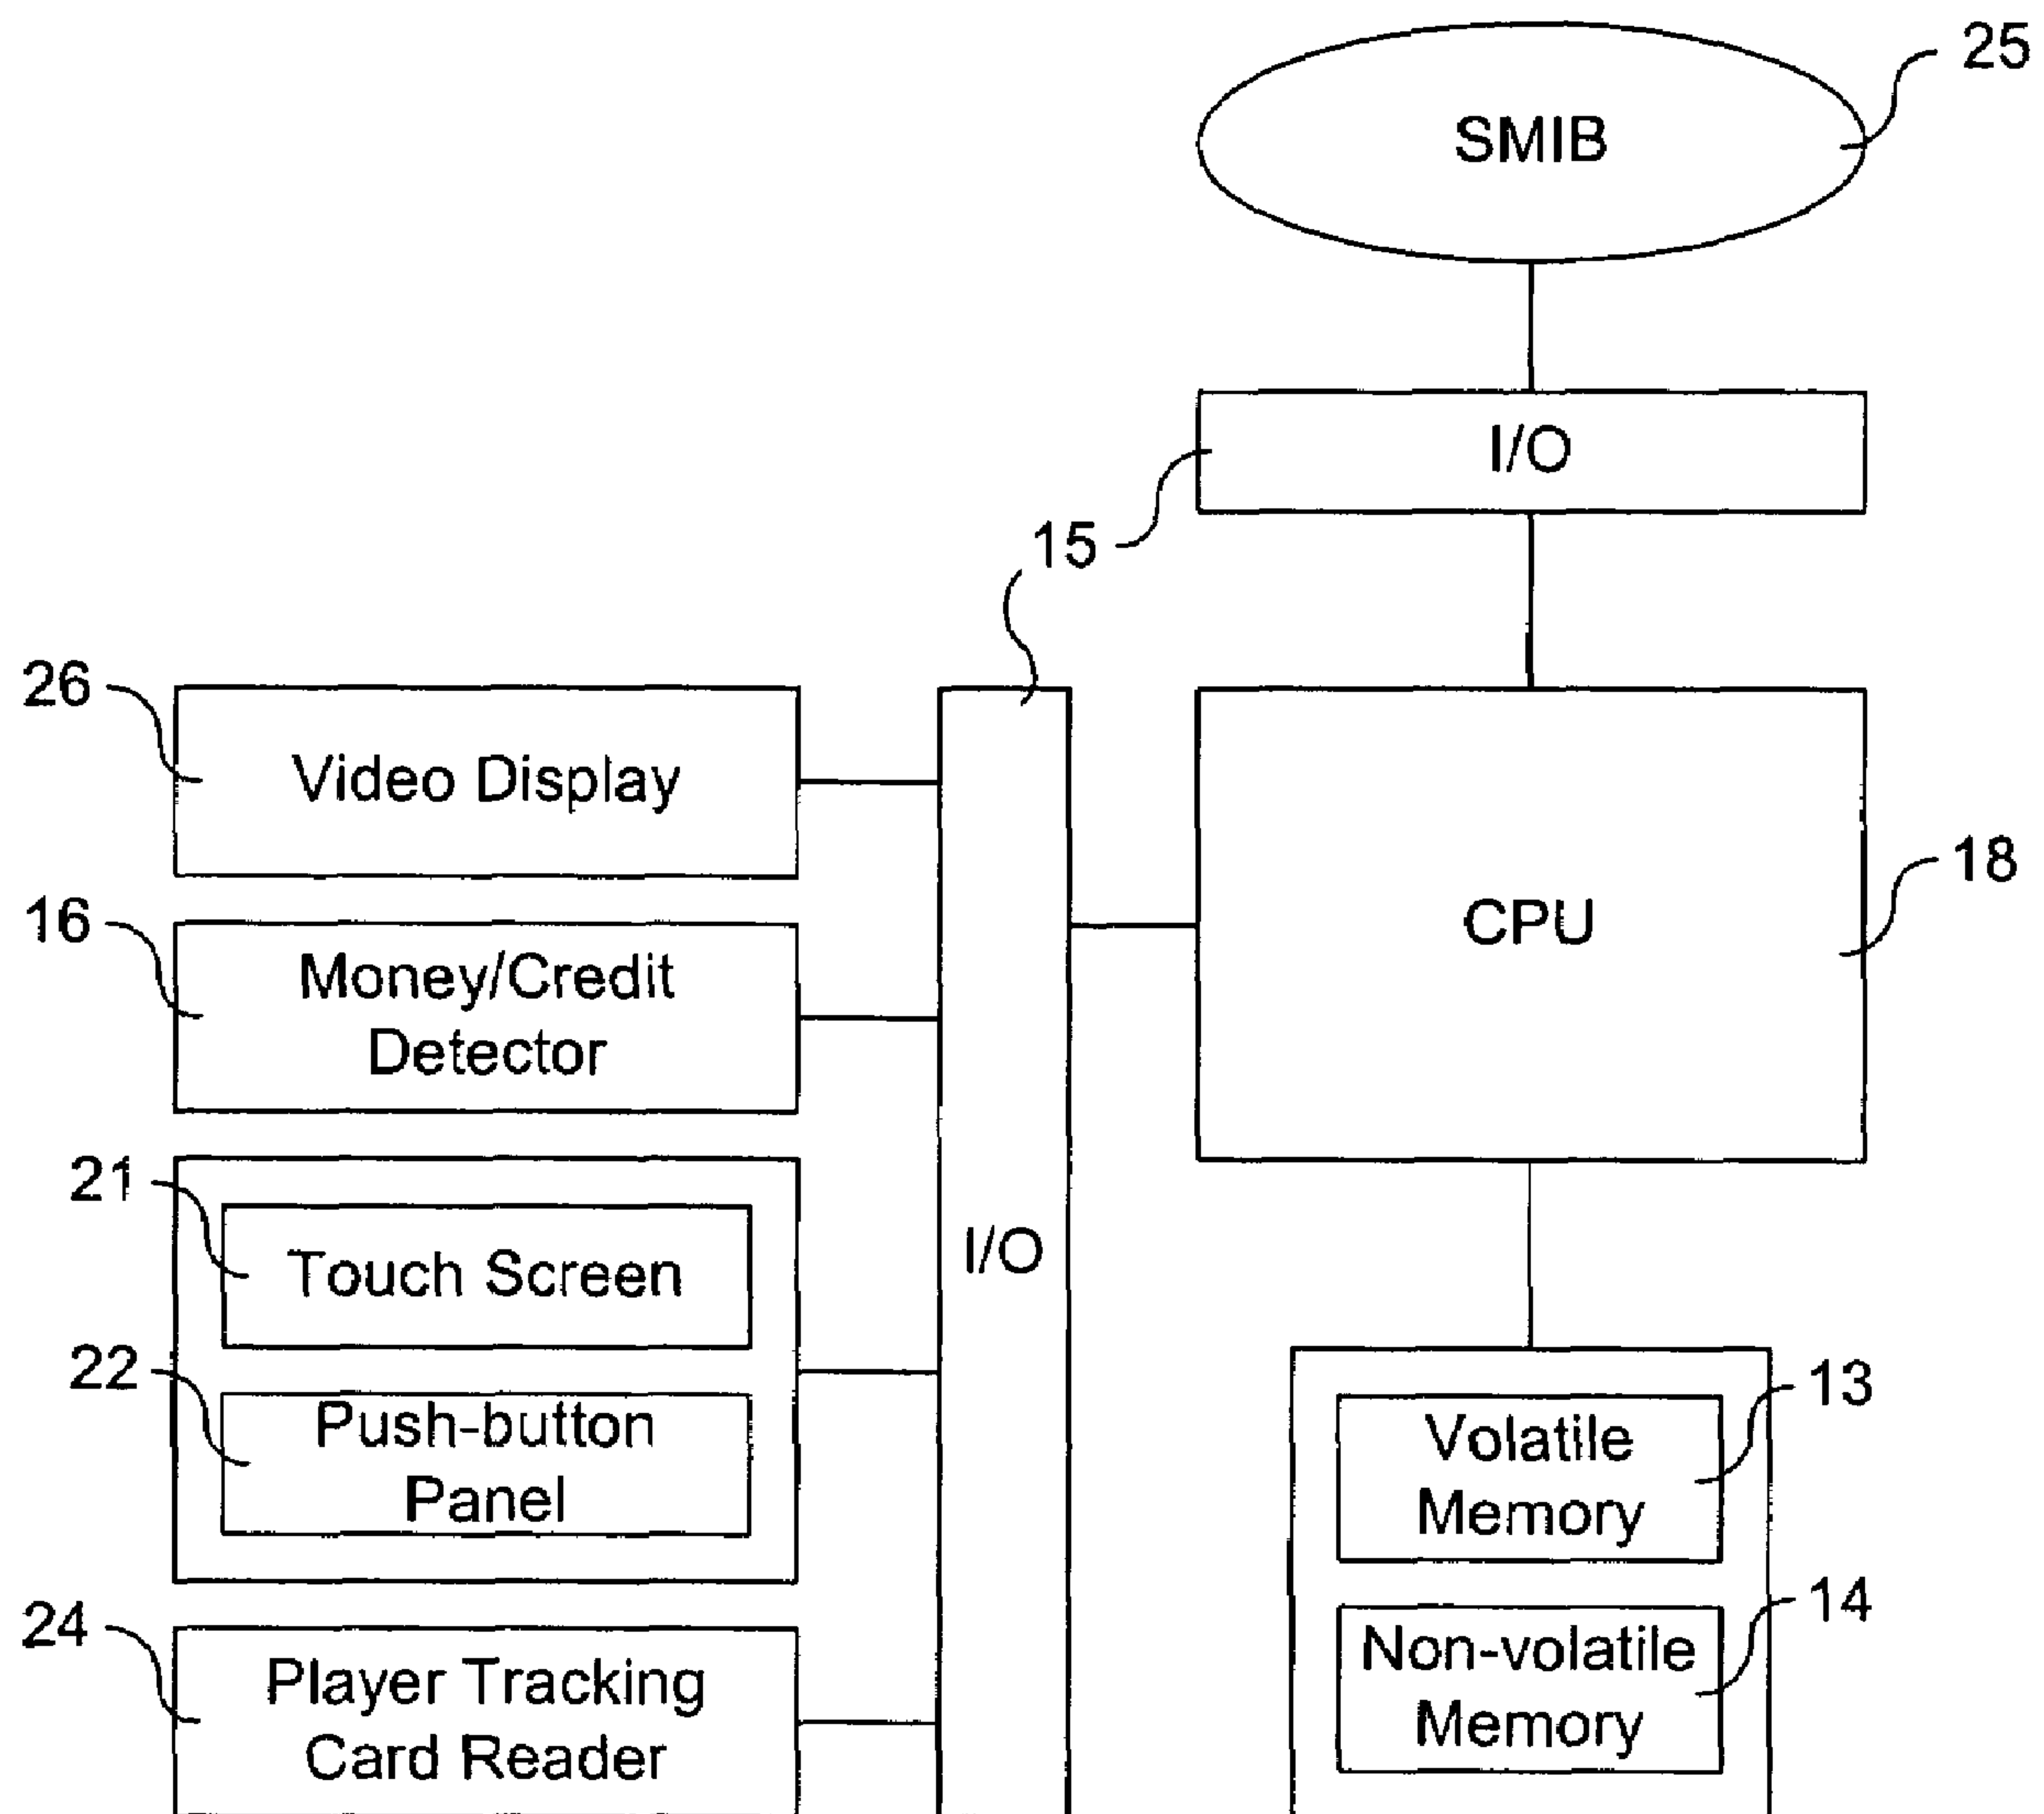 25
SMIB
I/O
15
26
Video Display
18
CPU
16
Money/Credit
Detector
21
Touch Screen
I/O
22
Push-button
Panel
13
Volatile
Memory
14
Non-volatile
Memory
24
Player Tracking
Card Reader